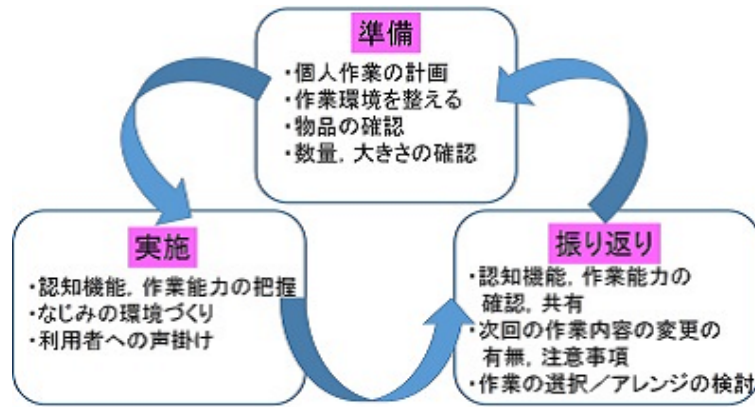 準備
・個人作業の計画
・作業環境を整える
・物品の確認
・数量，大きさの確認
実施
・認知機能，作業能力の把握
・なじみの環境づくり
・利用者への声掛け
振り返り
・認知機能，作業能力の
確認，共有
・次回の作業内容の変更の
有無，注意事項
・作業の選択／アレンジの検討